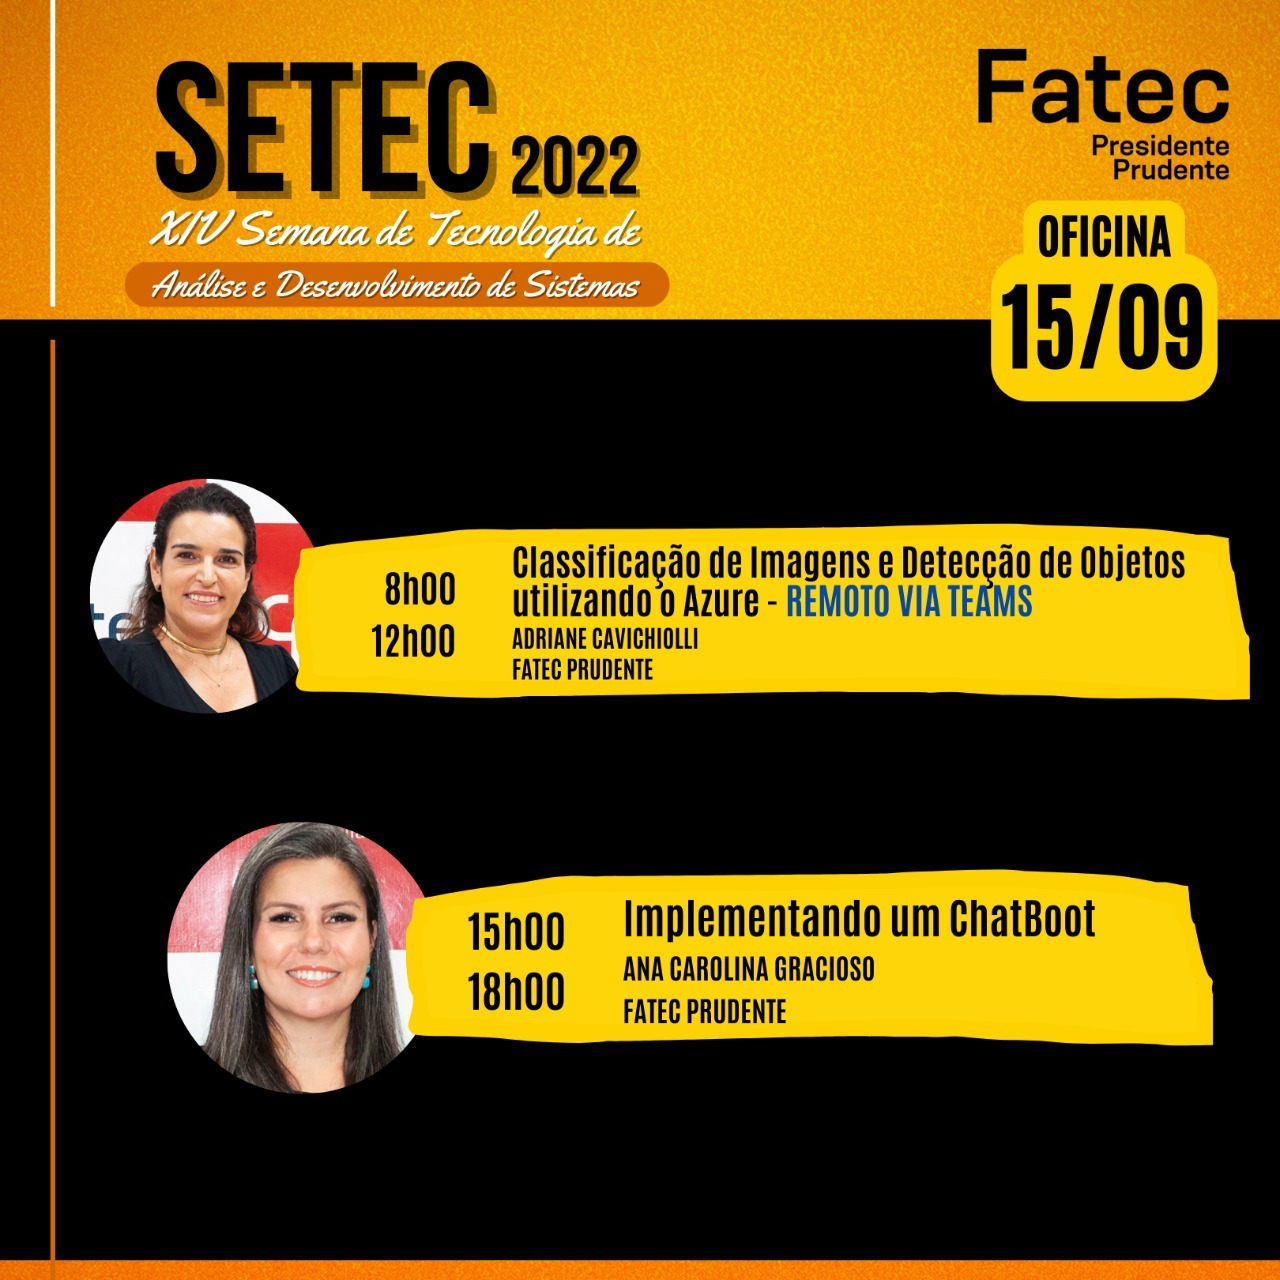 SETEC 2022
XIV Semana de Tecnologia de
Análise e Desenvolvimento de Sistemas
Fatec
Presidente
Prudente
OFICINA
15/09
8h00
12h00
Classificação de Imagens e Detecção de Objetos
utilizando o Azure - REMOTO VIA TEAMS
ADRIANE CAVICHIOLLI
FATEC PRUDENTE
15h00
18h00
Implementando um ChatBoot
ANA CAROLINA GRACIOSO
FATEC PRUDENTE